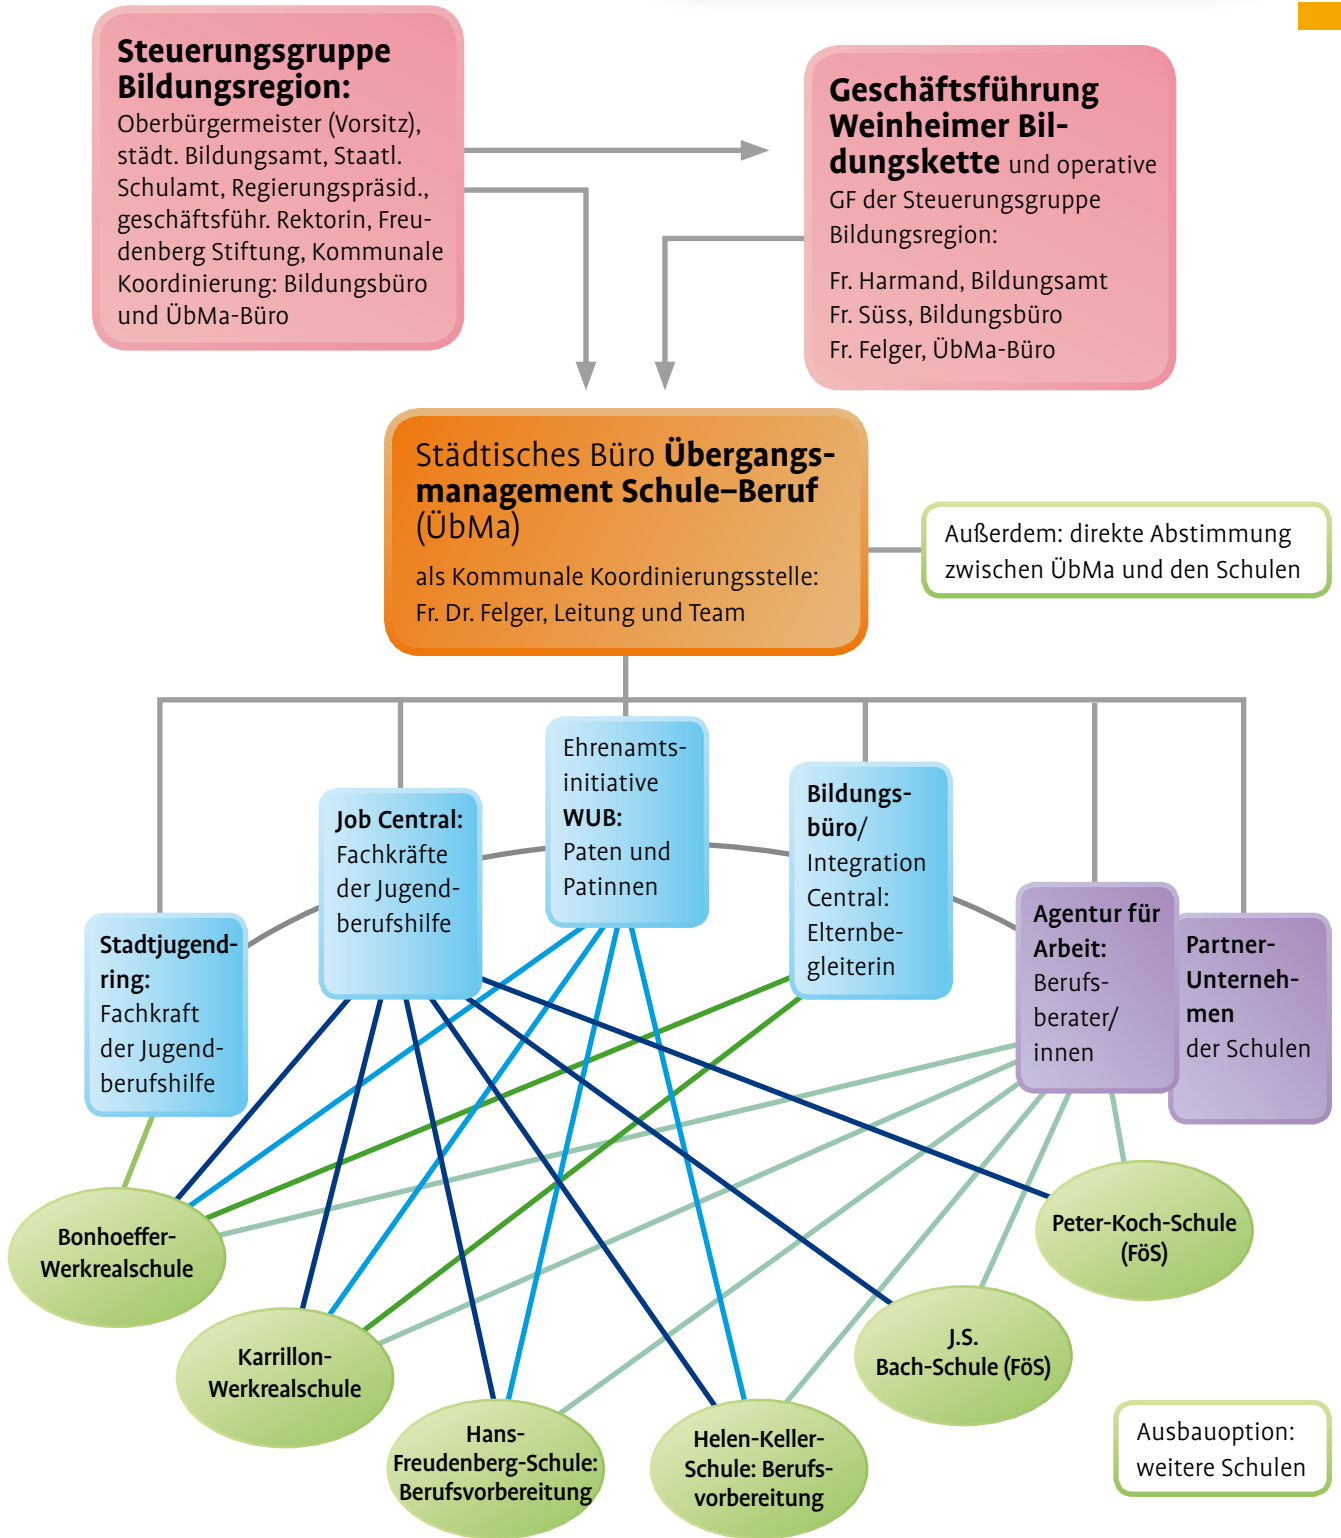 Steuerungsgruppe
Bildungsregion:
Oberbürgermeister (Vorsitz),
städt. Bildungsamt, Staatl.
Schulamt, Regierungspräsid.,
geschäftsführ. Rektorin, Freu-
denberg Stiftung, Kommunale
Koordinierung: Bildungsbüro
und ÜbMa-Büro
Geschäftsführung
Weinheimer Bil-
dungskette und operative
GF der Steuerungsgruppe
Bildungsregion:
Fr. Harmand, Bildungsamt
Fr. Süss, Bildungsbüro
Fr. Felger, ÜbMa-Büro
Städtisches Büro Übergangs-
management Schule–Beruf
(ÜbMa)
als Kommunale Koordinierungsstelle:
Fr. Dr. Felger, Leitung und Team
Außerdem: direkte Abstimmung
zwischen ÜbMa und den Schulen
Stadtjugend-
ring:
Fachkraft
der Jugend-
berufshilfe
Job Central:
Fachkräfte
der Jugend-
berufshilfe
Ehrenamts-
initiative
WUB:
Paten und
Patinnen
Bildungs-
büro/
Integration
Central:
Elternbe-
gleiterin
Agentur für
Arbeit:
Berufs-
berater/
innen
Partner-
Unterneh-
men
der Schulen
Bonhoeffer-
Werkrealschule
Karrillon-
Werkrealschule
Hans-
Freudenberg-Schule:
Berufsvorbereitung
Helen-Keller-
Schule: Berufs-
vorbereitung
J.S.
Bach-Schule (FöS)
Peter-Koch-Schule
(FöS)
Ausbauoption:
weitere Schulen